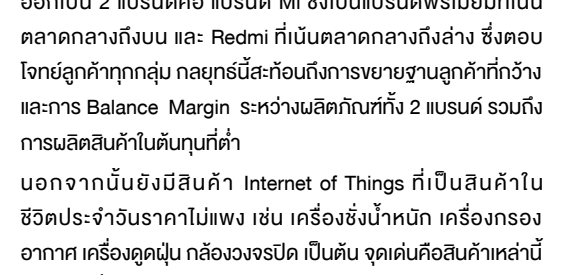 ออกเป็น 2 แบรนด์คือ แบรนด์ Mi ซึ่งเป็นแบรนด์พรีเมียมที่เน้น
ตลาดกลางถึงบน และ Redmi ที่เน้นตลาดกลางถึงล่าง ซึ่งตอบ
โจทย์ลูกค้าทุกกลุ่ม กลยุทธ์นี้สะท้อนถึงการขยายฐานลูกค้าที่กว้าง
และการ Balance Margin ระหว่างผลิตภัณฑ์ทั้ง 2 แบรนด์ รวมถึง
การผลิตสินค้าในต้นทุนที่ต่ำ
นอกจากนั้นยังมีสินค้า Internet of Things ที่เป็นสินค้าใน
ชีวิตประจำวันราคาไม่แพง เช่น เครื่องชั่งน้ำหนัก เครื่องกรอง
อากาศ เครื่องดูดฝุ่น กล้องวงจรปิด เป็นต้น จุดเด่นคือสินค้าเหล่านี้